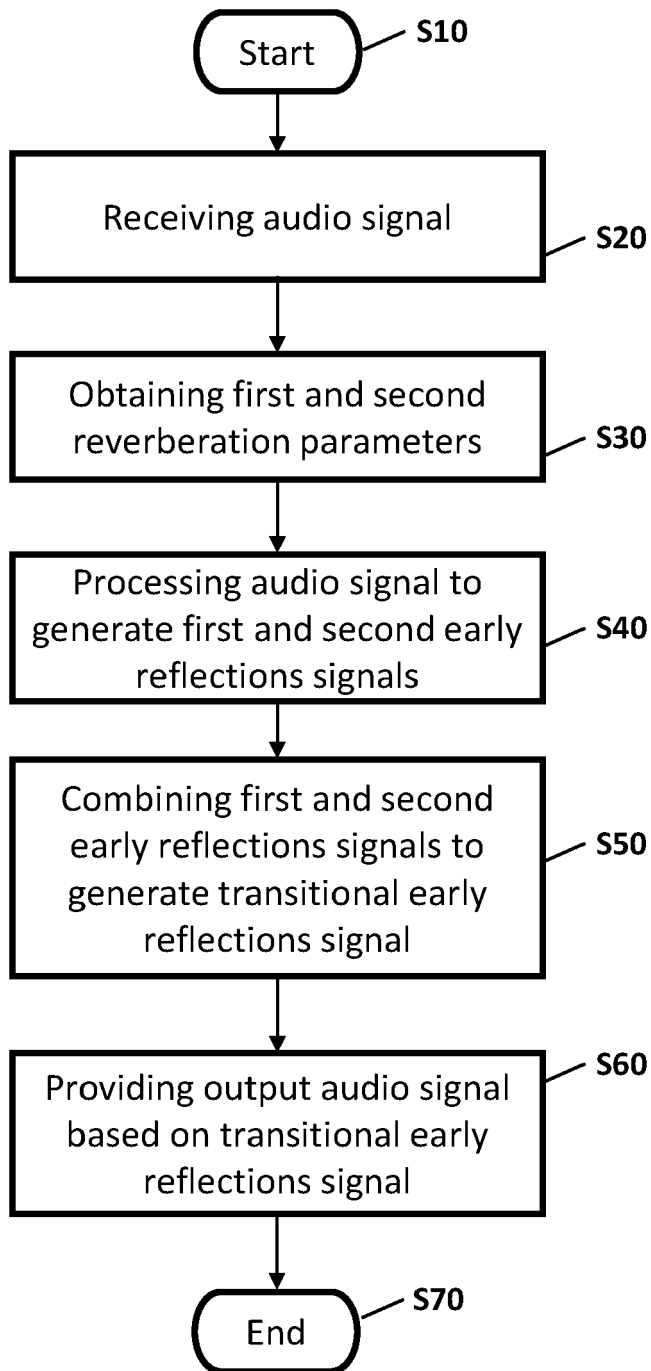 Start
S10
Receiving audio signal
S20
Obtaining first and second
reverberation parameters
S30
Processing audio signal to
generate first and second early
reflections signals
S40
Combining first and second
early reflections signals to
generate transitional early
reflections signal
S50
Providing output audio signal
based on transitional early
reflections signal
S60
End
S70